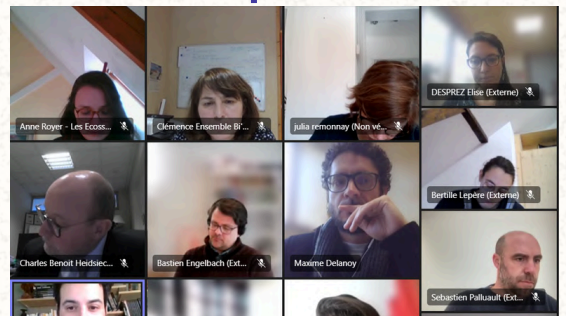 DESPREZ Elise (Externe)
Anne Royer - Les Ecoss...
Clémence Ensemble Bi'...
julia remonnay (Non vé...
Bertille Lepère (Externe)
Charles Benoit Heidsiec...
Bastien Engelbach (Ext...
Maxime Delanoy
Sebastien Palluault (Ext...